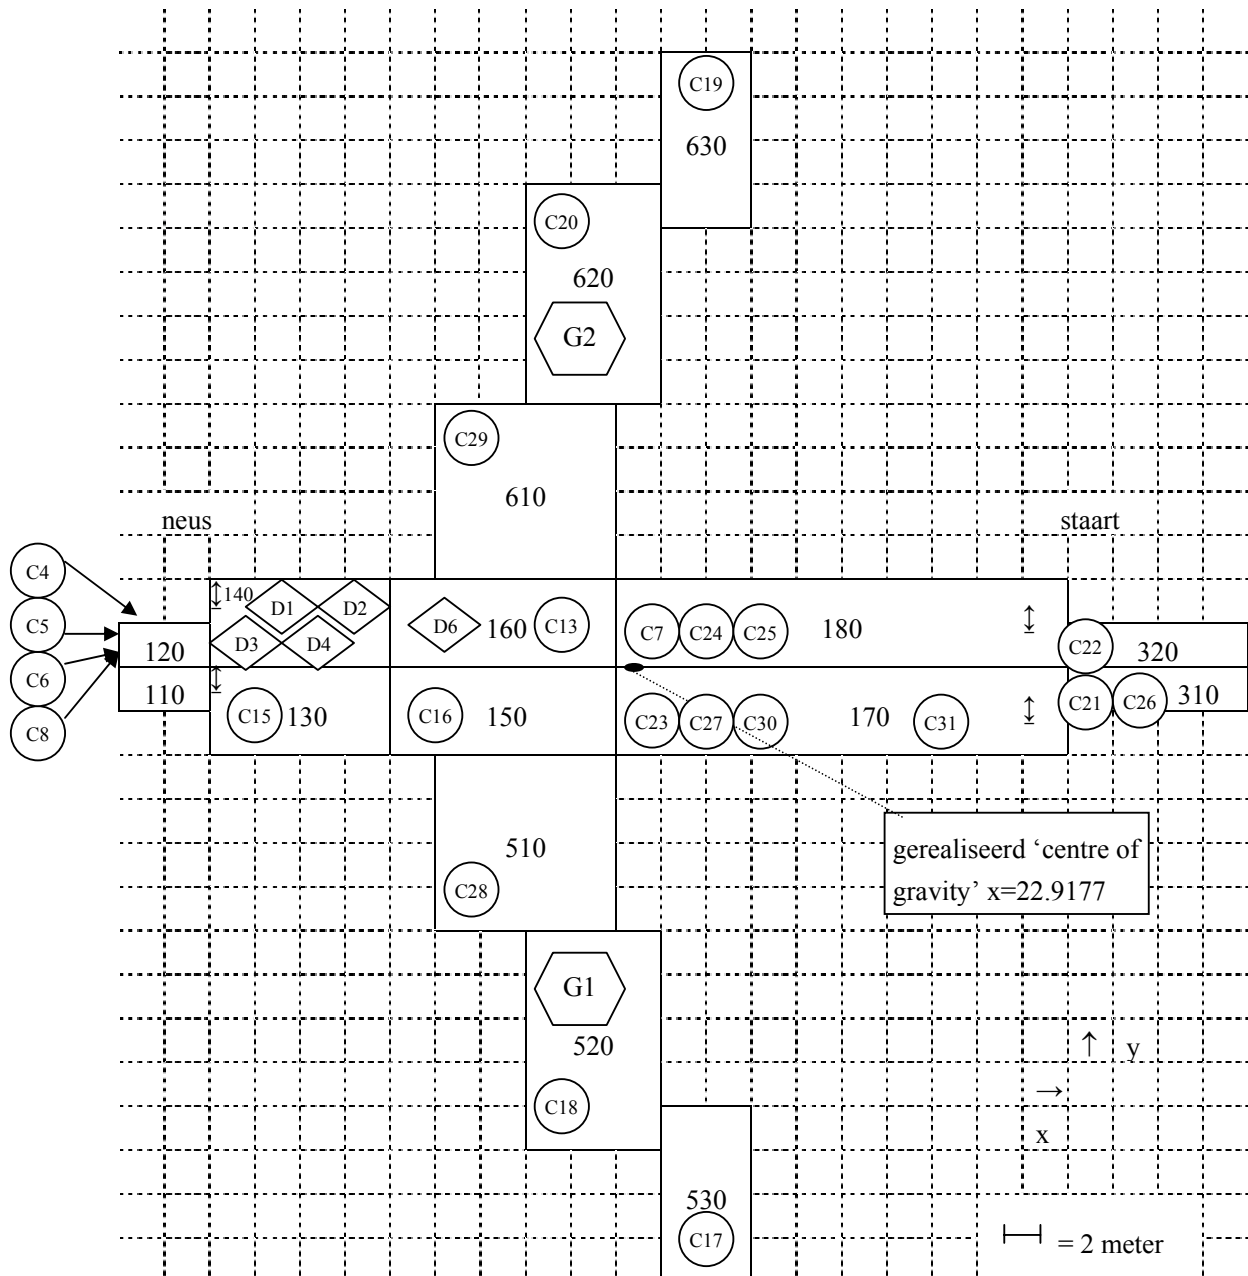 C19
630
C20
620
G2
C29
610
neus
staart
C4
140
D1
D2
C5
D6
160
C13
C7
C24
C25
180
D3
D4
120
C22
320
C6
110
C8
C15
130
C16
150
C23
C27
C30
170
C31
C21
C26
310
510
gerealiseerd ‘centre of
gravity’ x=22.9177
C28
G1
520
↑ y
→
C18
x
530
C17
= 2 meter